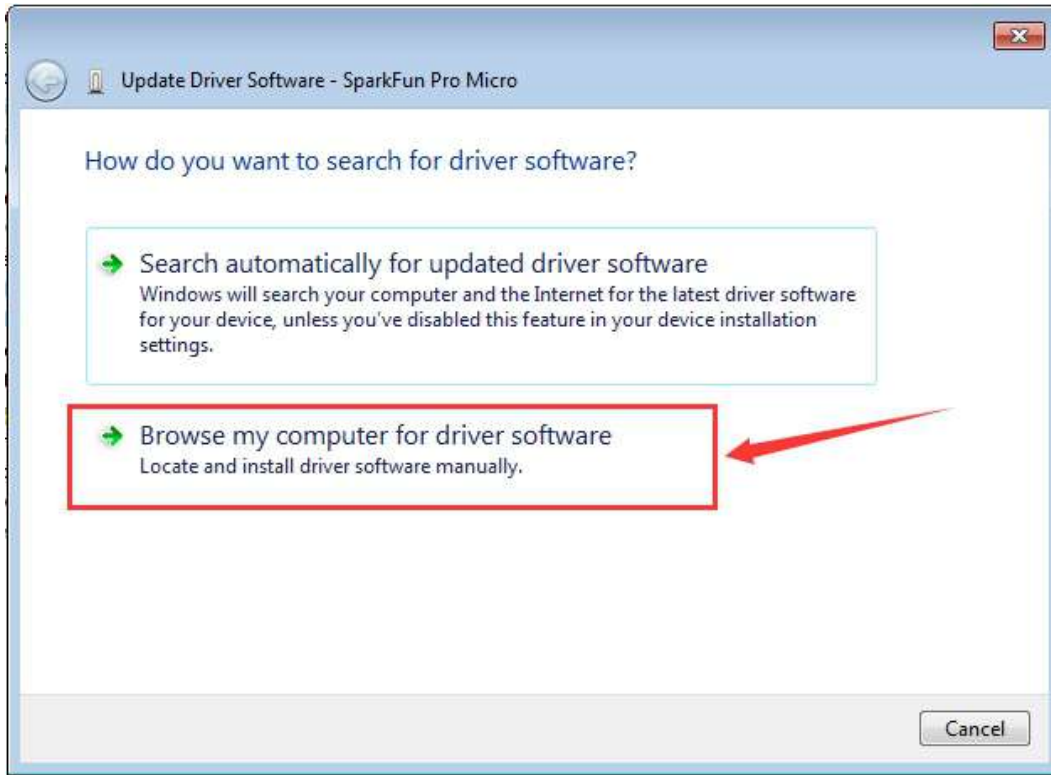 Update Driver Software - SparkFun Pro Micro
How do you want to search for driver software?
Search automatically for updated driver software
Windows will search your computer and the Internet for the latest driver software
for your device, unless you've disabled this feature in your device installation
settings.
Browse my computer for driver software
Locate and install driver software manually.
Cancel